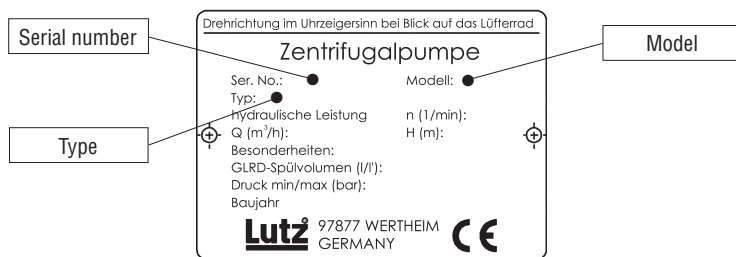 Drehrichtung im Uhrzeigersinn bei Blick auf das Lüfterrad
Serial number
Model
Zentrifugalpumpe
Ser. No.: Modell:
Typ:
hydraulische Leistung n (1/min):
Type
Q (m³/h): H (m):
Besonderheiten:
GLRD-Spülvolumen (l/l'):
Druck min/max (bar):
Baujahr
Lutz 97877 WERTHEIM
GERMANY CE